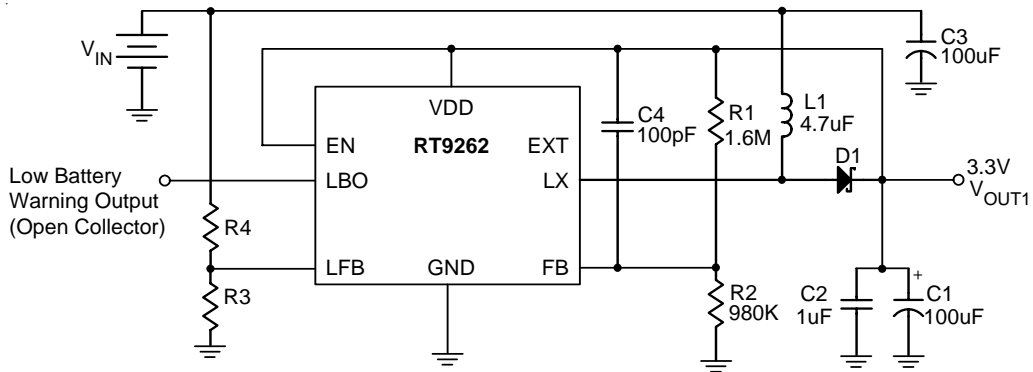 V_IN
C3
100uF
VDD
C4
100pF
R1
1.6M
L1
4.7uF
EN
RT9262
EXT
D1
Low Battery
Warning Output
(Open Collector)
LBO
LX
3.3V
V_OUT1
R4
LFB
GND
FB
R3
R2
980K
C2
1uF
+
C1
100uF